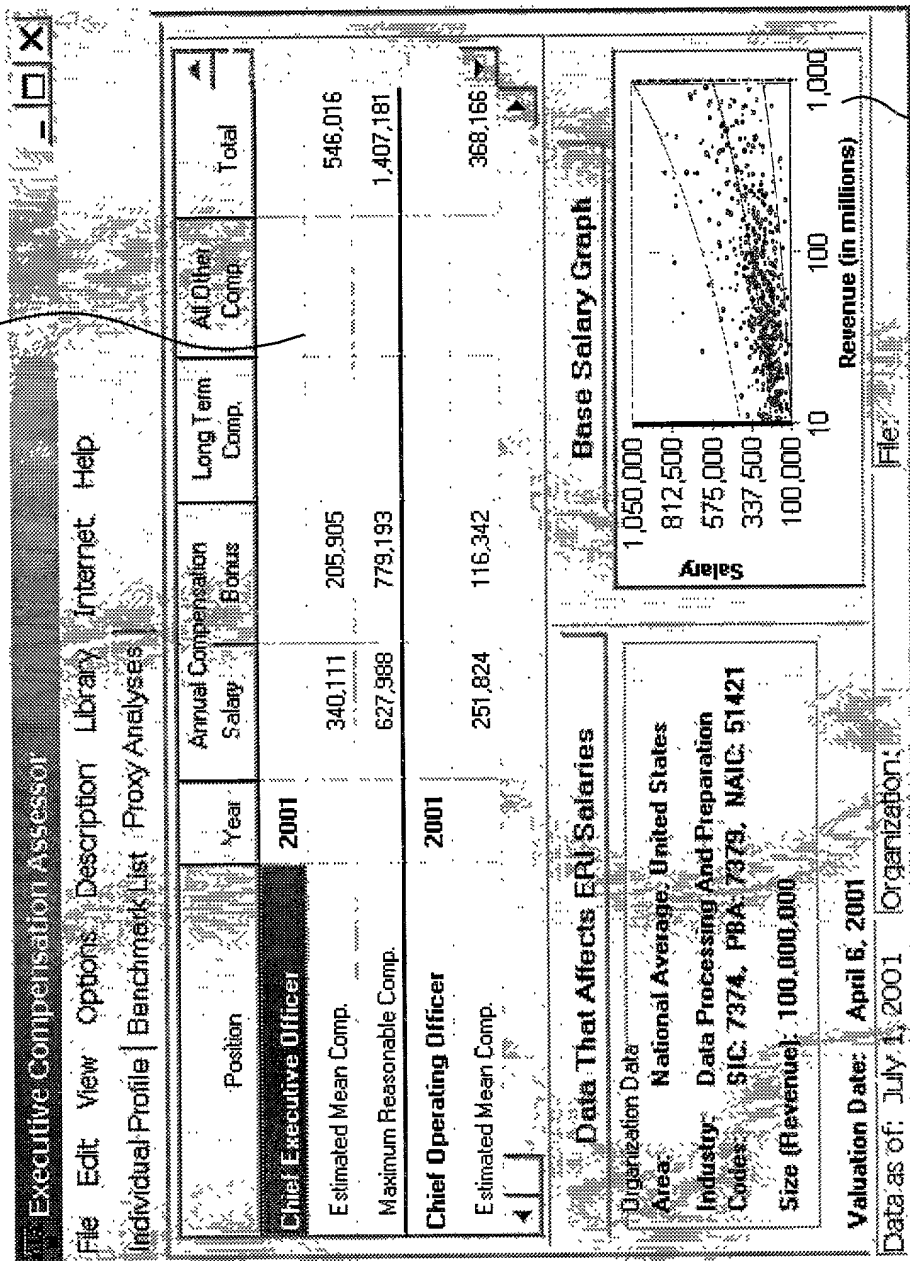 Executive Compensation Assessor
File Edit View Options Description Library Internet Help
Individual Profile Benchmark List Proxy Analyses
Position Year Annual Compensation Long Term Comp. All Other Comp. Total
Salary Bonus
Chief Executive Officer 2001
Estimated Mean Comp. 340,111 205,905 546,016
Maximum Reasonable Comp. 627,988 779,193 1,407,181
Chief Operating Officer 2001
Estimated Mean Comp. 251,824 116,342 368,166
Data That Affects ERI Salaries
Organization Data
Area: National Average: United States
Industry: Data Processing And Preparation
Codes: SIC: 7374, PBA: 7379, NAIC: 51421
Size (Revenue): 100,000,000
Valuation Date: April 6, 2001
Base Salary Graph
Salary
1,050,000
812,500
575,000
337,500
100,000
10 100 1,000
Revenue (in millions)
Data as of: July 1, 2001 Organization: File: